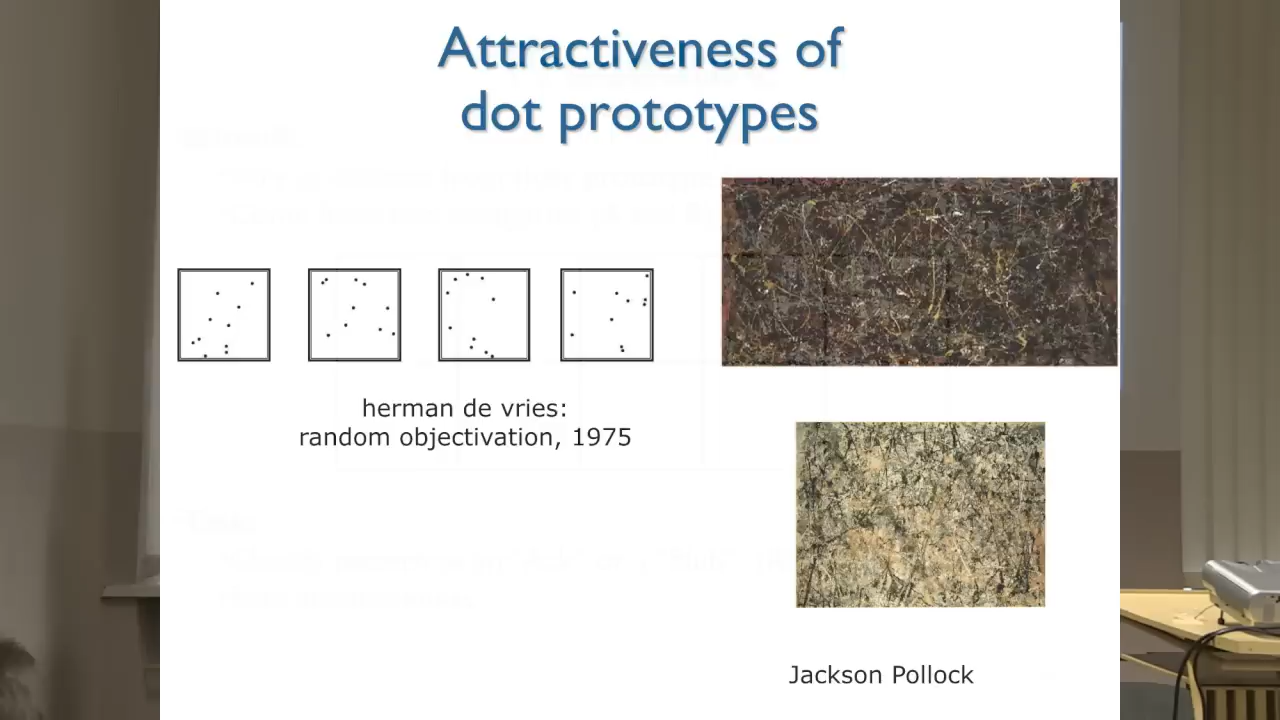 Attractiveness of
dot prototypes
herman de vries:
random objectivation, 1975
Jackson Pollock